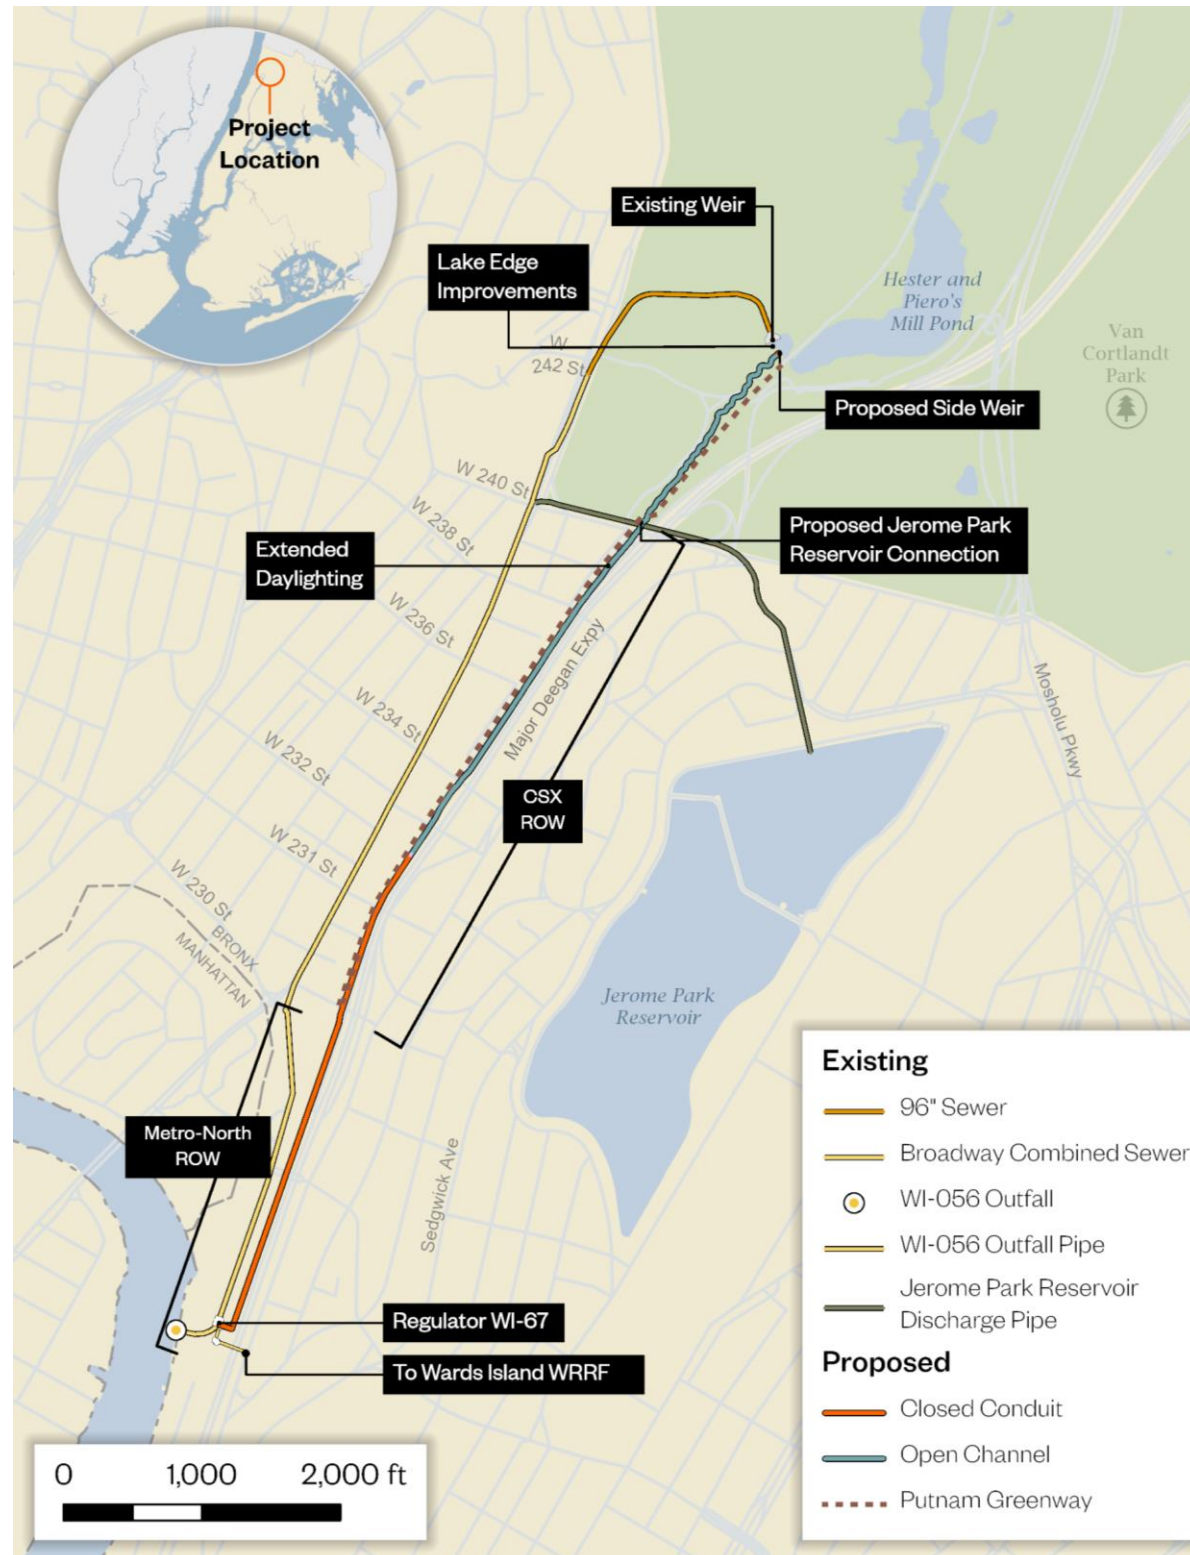 Project
Location
Existing Weir
Lake Edge
Improvements
Hester and
Piero's
Mill Pond
Van
Cortlandt
Park
W
242 St
Proposed Side Weir
W 240 St
W 238 St
Proposed Jerome Park
Reservoir Connection
Extended
Daylighting
W 236 St
Major Deegan Expy
Mosholu Pkwy
W 234 St
W 232 St
CSX
ROW
W 231 St
W 230 St
BRONX
MANHATTAN
Jerome Park
Reservoir
Metro-North
ROW
Sedgwick Ave
Regulator WI-67
To Wards Island WRRF
Existing
96" Sewer
Broadway Combined Sewer
WI-056 Outfall
WI-056 Outfall Pipe
Jerome Park Reservoir
Discharge Pipe
Proposed
Closed Conduit
Open Channel
Putnam Greenway
0 1,000 2,000 ft